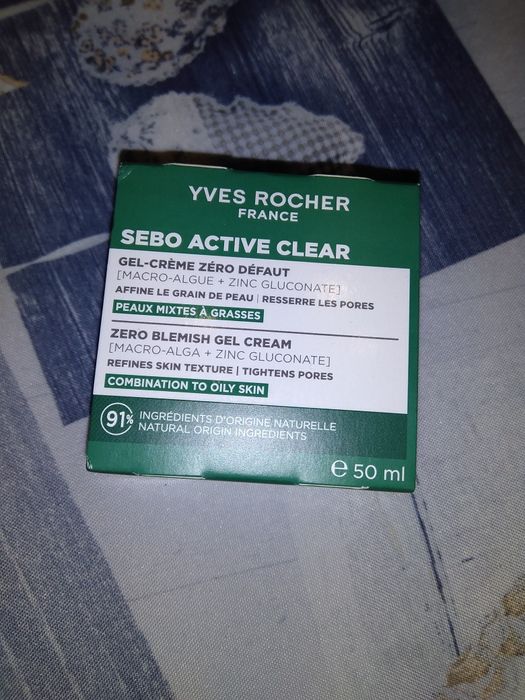 YVES ROCHER
FRANCE
SEBO ACTIVE CLEAR
GEL-CRÈME ZÉRO DÉFAUT
[MACRO-ALGUE + ZINC GLUCONATE]
AFFINE LE GRAIN DE PEAU | RESSERRE LES PORES
PEAUX MIXTES À GRASSES
ZERO BLEMISH GEL CREAM
[MACRO-ALGA + ZINC GLUCONATE]
REFINES SKIN TEXTURE | TIGHTENS PORES
COMBINATION TO OILY SKIN
91% INGRÉDIENTS D'ORIGINE NATURELLE
NATURAL ORIGIN INGREDIENTS
℮ 50 ml